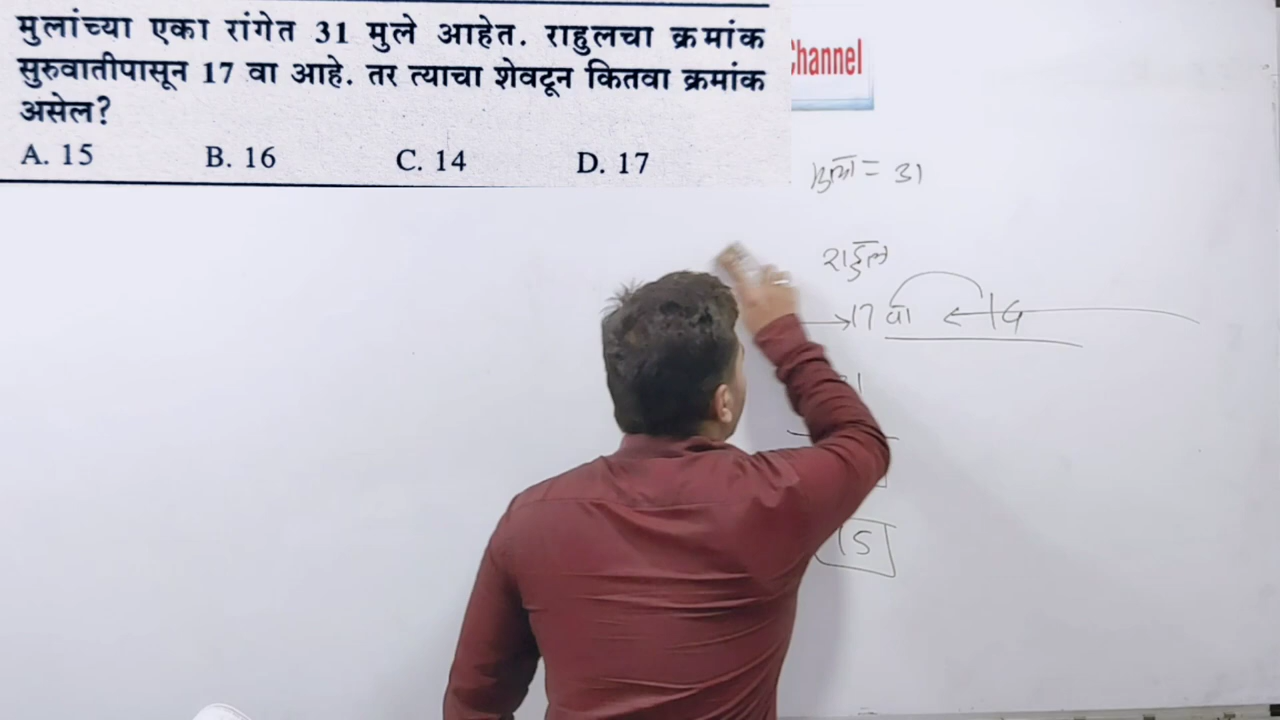 मुलांच्या एका रांगेत 31 मुले आहेत. राहुलचा क्रमांक
सुरुवातीपासून 17 वा आहे. तर त्याचा शेवटून कितवा क्रमांक
असेल?
A. 15 B. 16 C. 14 D. 17
Channel
= 31
राहुल
17 वा
15